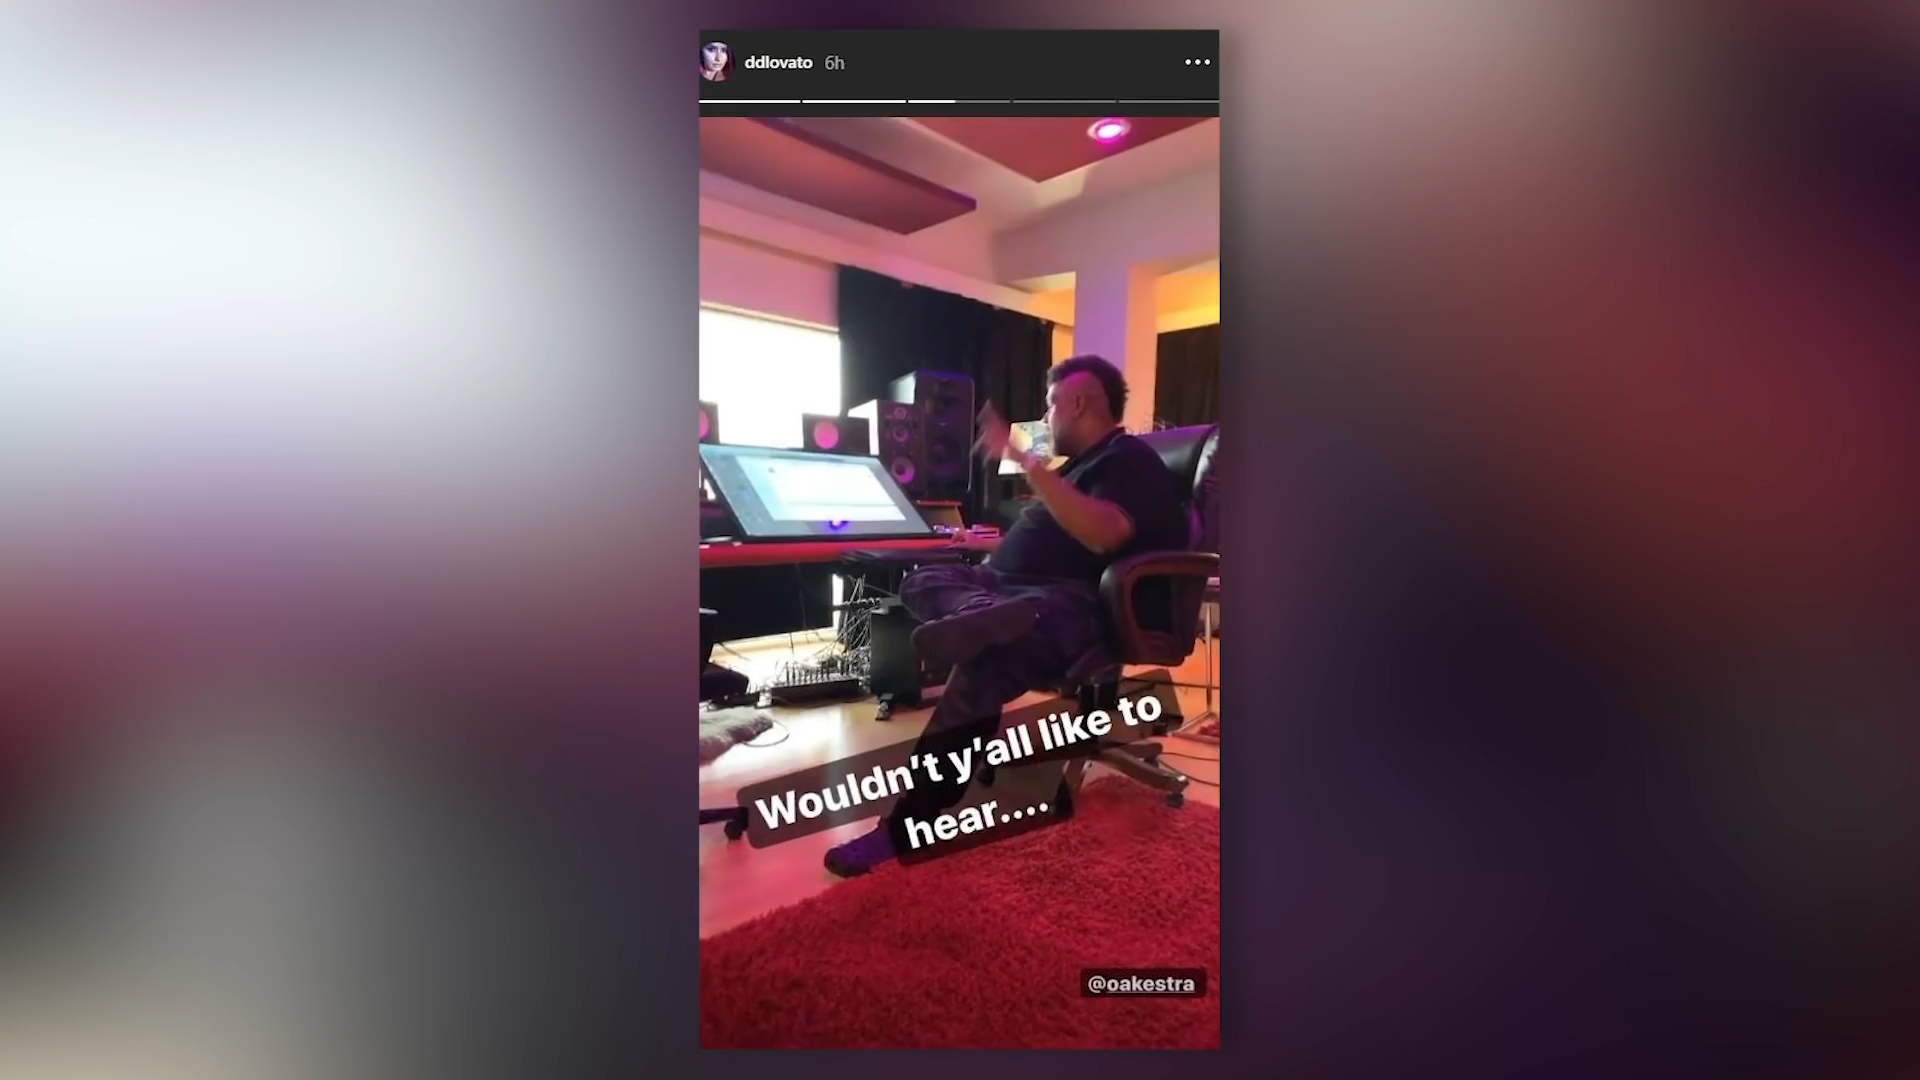 ddlovato 6h
Wouldn't y'all like to
hear....
@oakestra